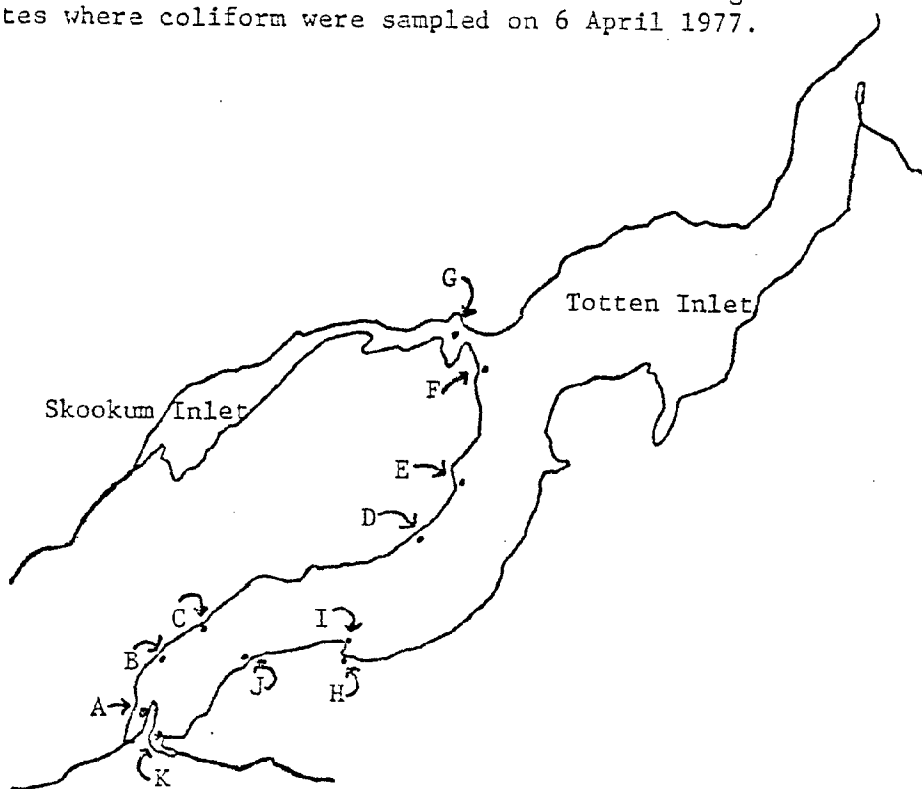 tes where coliform were sampled on 6 April 1977.
G
Totten Inlet
F
Skookum Inlet
E
D
C
I
B
J
H
A
K